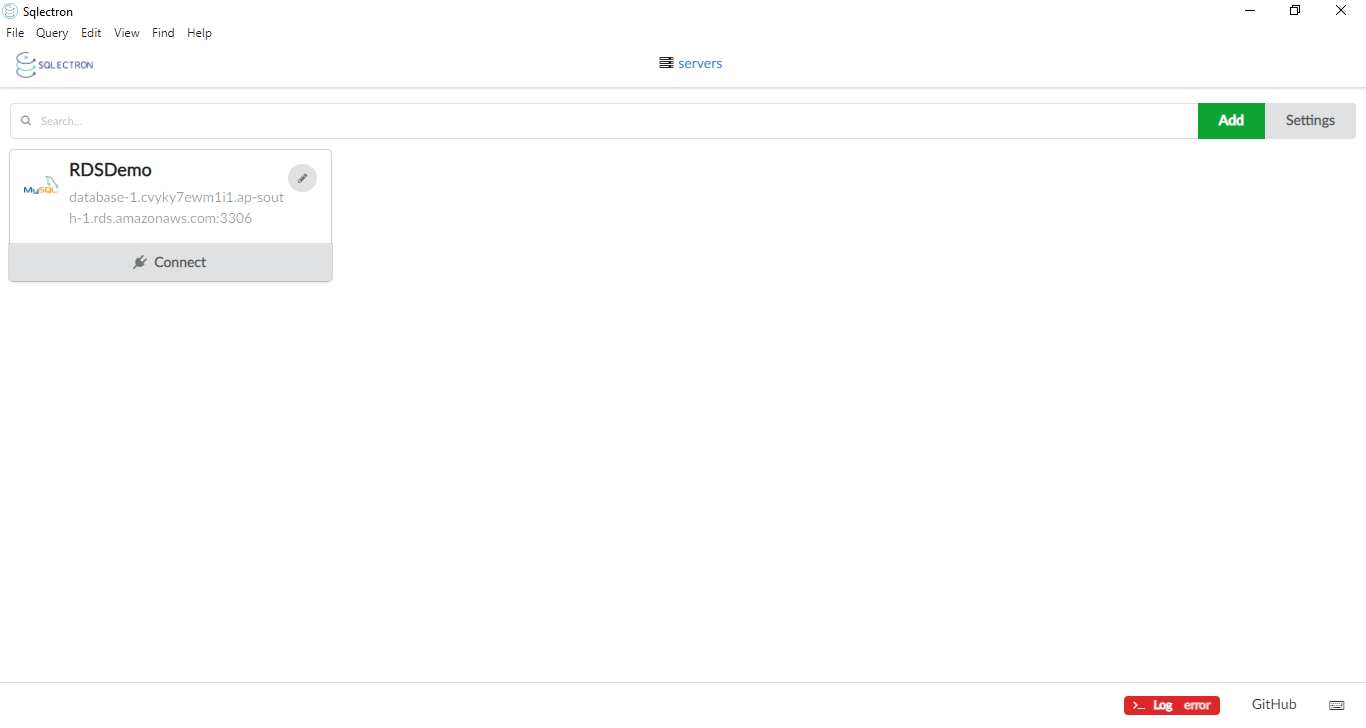 Sqlectron
File Query Edit View Find Help
SQLECTRON
servers
Search...
Add
Settings
RDSDemo
MySQL
database-1.cvyky7ewm1i1.ap-sout
h-1.rds.amazonaws.com:3306
Connect
>_ Log error
GitHub